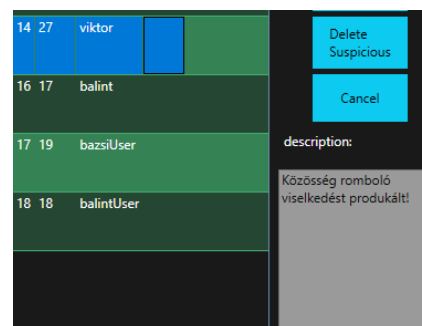 14 27 viktor
16 17 balint
17 19 bazsiUser
18 18 balintUser
Delete
Suspicious
Cancel
description:
Közösség romboló
viselkedést produkált!